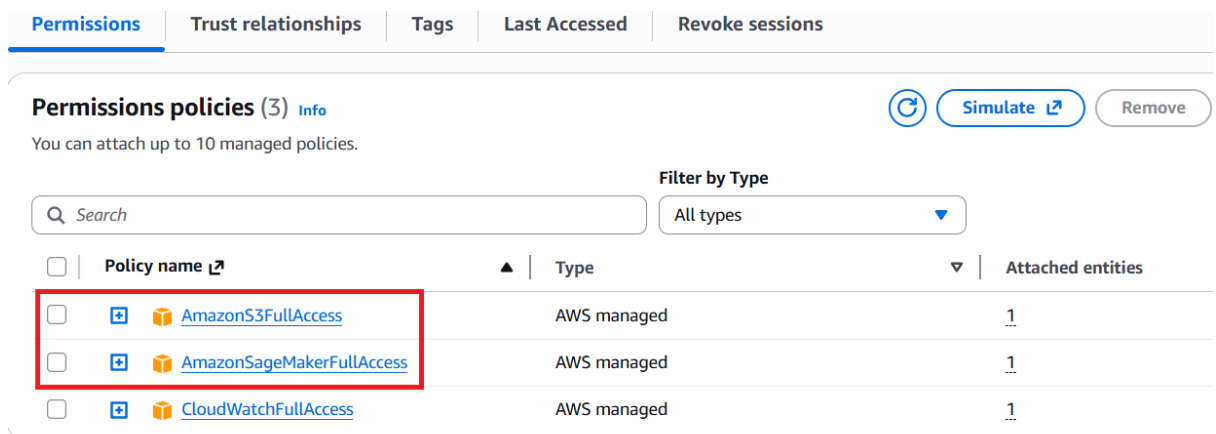 Permissions Trust relationships Tags Last Accessed Revoke sessions
Permissions policies (3) Info Simulate Remove
You can attach up to 10 managed policies.
Filter by Type
Search All types
Policy name Type Attached entities
AmazonS3FullAccess AWS managed 1
AmazonSageMakerFullAccess AWS managed 1
CloudWatchFullAccess AWS managed 1